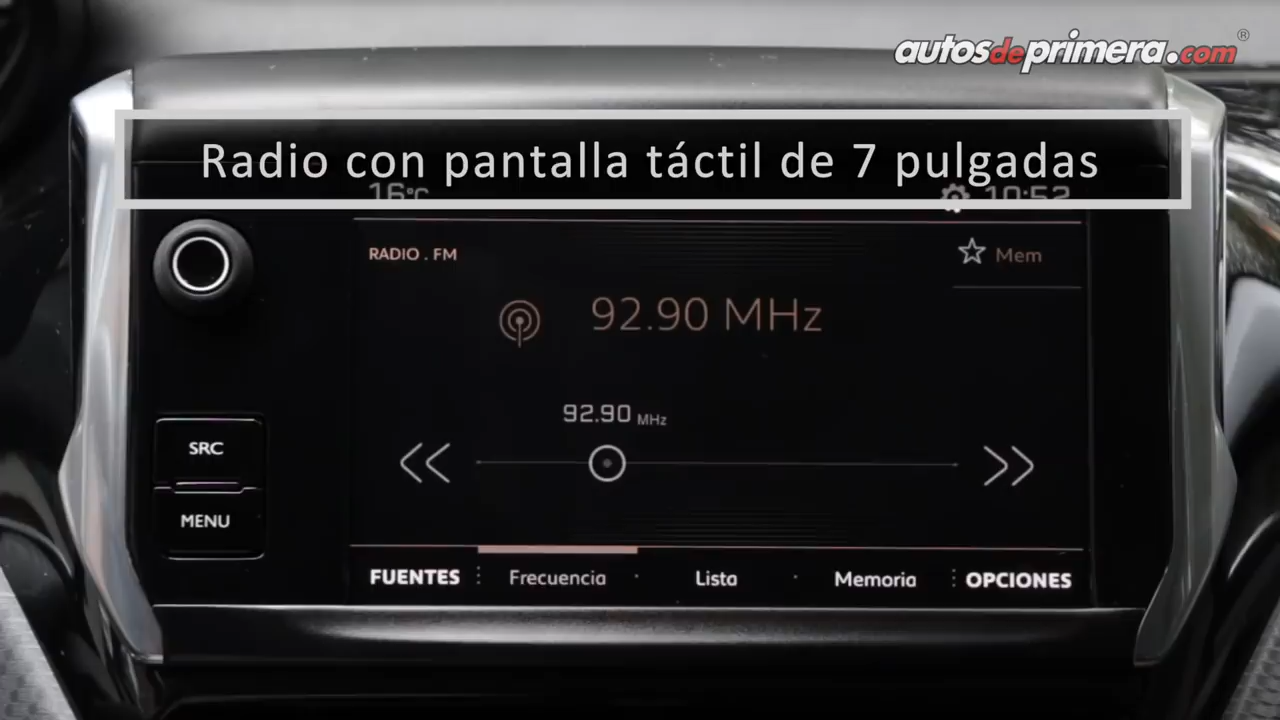 autosdeprimera.com®
Radio con pantalla táctil de 7 pulgadas
16°C
10:52
RADIO . FM
Mem
92.90 MHz
92.90 MHz
SRC
MENU
FUENTES
Frecuencia
Lista
Memoria
OPCIONES